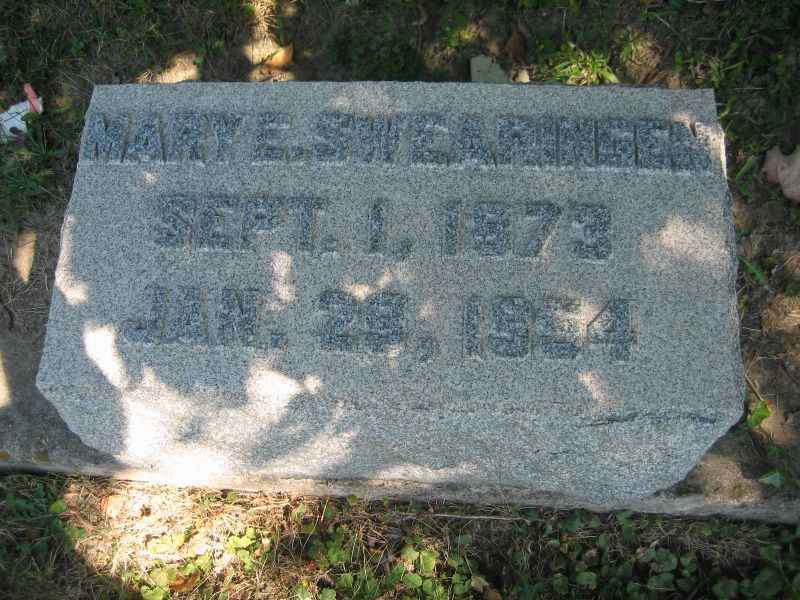 MARY E. SWEARINGEN
SEPT. 1, 1873
JAN. 29, 1954